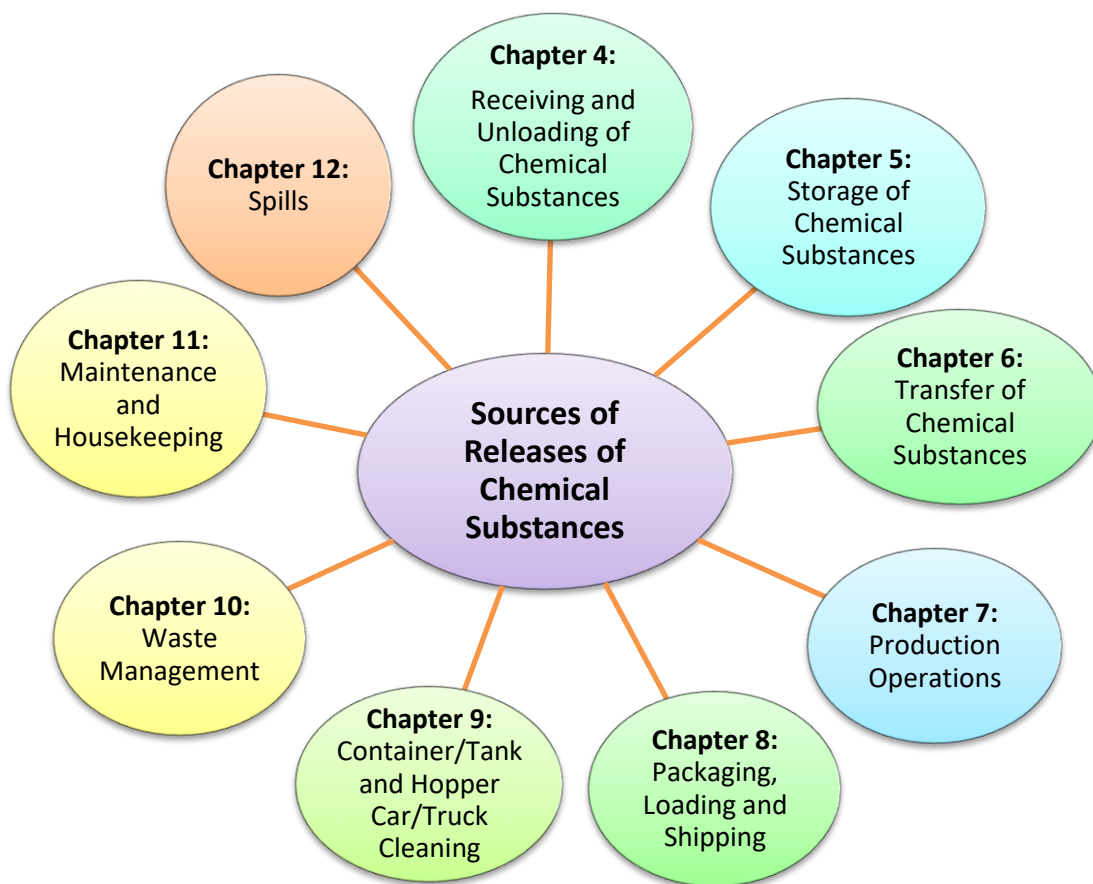 Chapter 4:
Receiving and
Unloading of
Chemical
Substances
Chapter 5:
Storage of
Chemical
Substances
Chapter 6:
Transfer of
Chemical
Substances
Chapter 7:
Production
Operations
Chapter 8:
Packaging,
Loading and
Shipping
Chapter 9:
Container/Tank
and Hopper
Car/Truck
Cleaning
Chapter 10:
Waste
Management
Chapter 11:
Maintenance
and
Housekeeping
Chapter 12:
Spills
Sources of
Releases of
Chemical
Substances